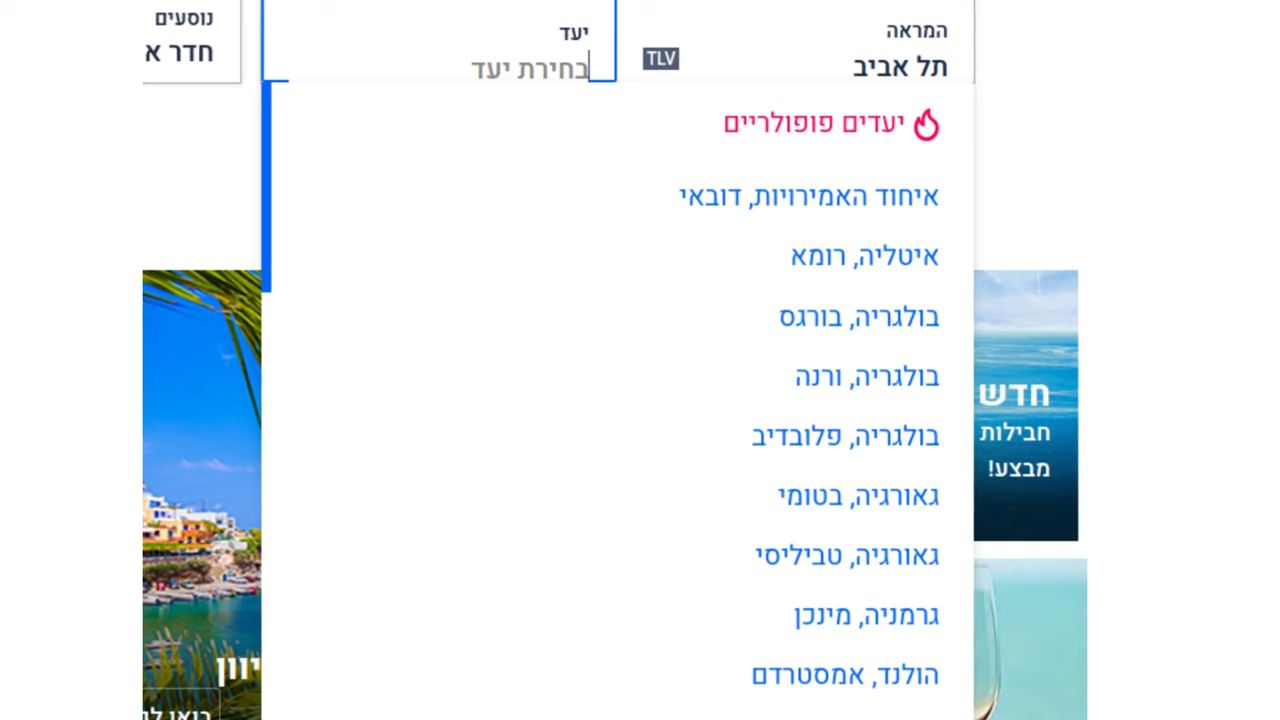 המראה
תל אביב
TLV
יעד
בחירת יעד
נוסעים
חדר א
יעדים פופולריים
איחוד האמירויות, דובאי
איטליה, רומא
בולגריה, בורגס
בולגריה, ורנה
בולגריה, פלובדיב
גאורגיה, בטומי
גאורגיה, טביליסי
גרמניה, מינכן
הולנד, אמסטרדם
חדש
חבילות
מבצע!
יוון